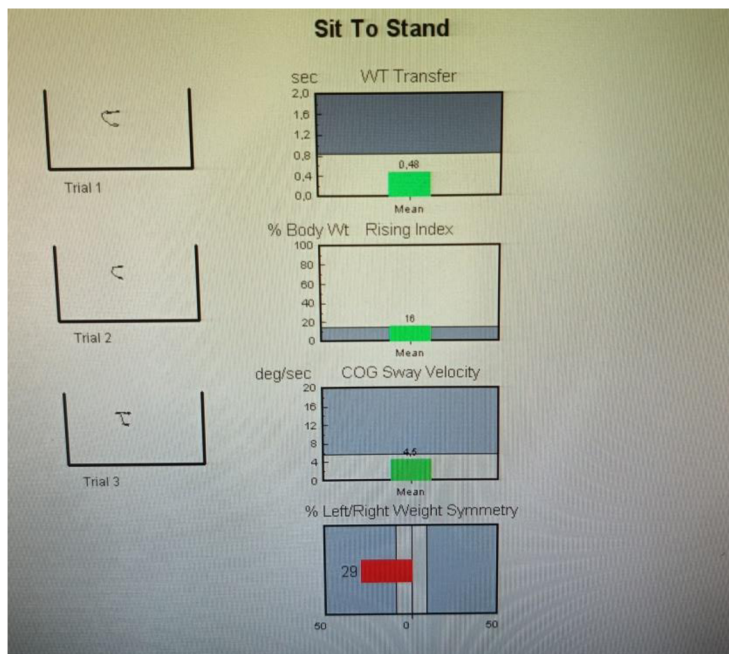 Sit To Stand
sec WT Transfer
2,0
1,6
1,2
0,8
0,4
0,0
0,48
Mean
Trial 1
% Body Wt Rising Index
100
80
60
40
20
0
16
Mean
Trial 2
deg/sec COG Sway Velocity
20
16
12
8
4
0
4,5
Mean
Trial 3
% Left/Right Weight Symmetry
29
50 0 50